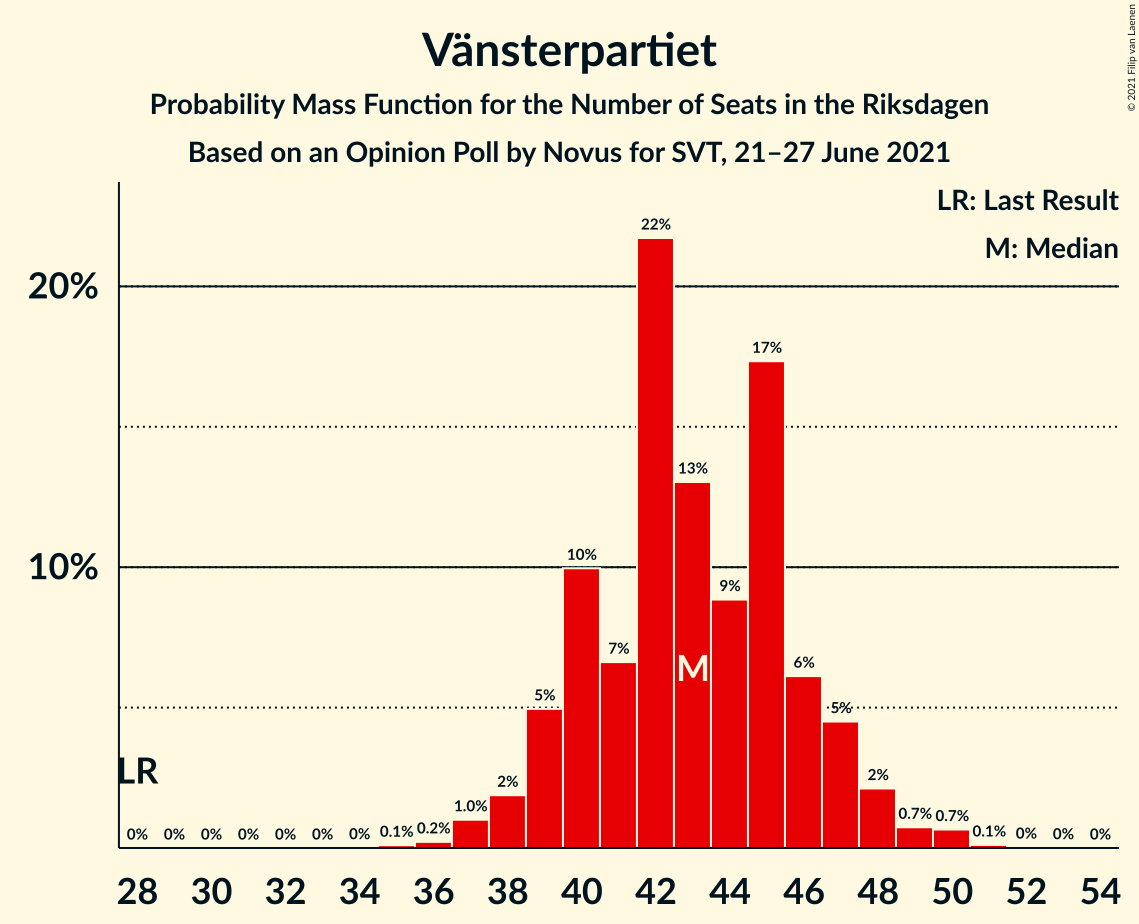 Vänsterpartiet
Probability Mass Function for the Number of Seats in the Riksdagen
Based on an Opinion Poll by Novus for SVT, 21–27 June 2021
© 2021 Filip van Laenen
LR: Last Result
M: Median
20%
10%
LR
M
0% 0% 0% 0% 0% 0% 0% 0.1% 0.2% 1.0% 2% 5% 10% 7% 22% 13% 9% 17% 6% 5% 2% 0.7% 0.7% 0.1% 0% 0% 0%
28 30 32 34 36 38 40 42 44 46 48 50 52 54